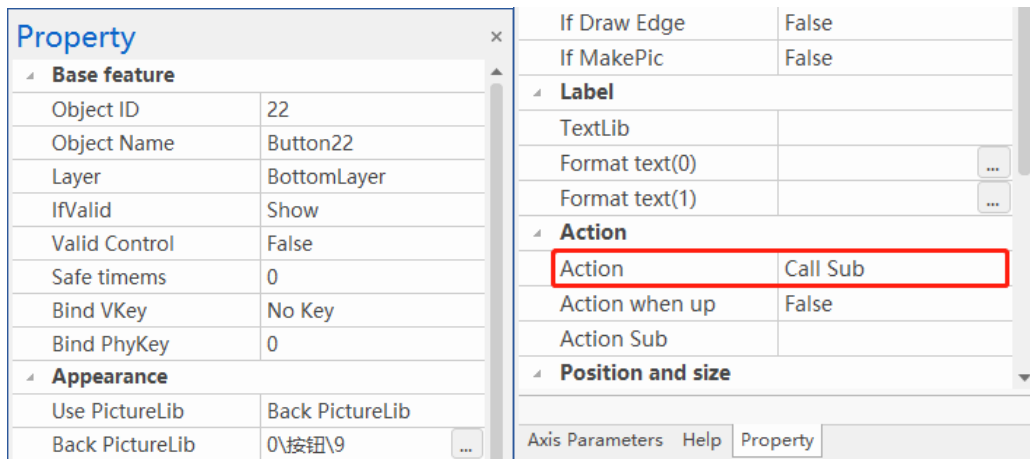 Property
Base feature
Object ID 22
Object Name Button22
Layer BottomLayer
IfValid Show
Valid Control False
Safe timems 0
Bind VKey No Key
Bind PhyKey 0
Appearance
Use PictureLib Back PictureLib
Back PictureLib 0\按钮\9 ...
If Draw Edge False
If MakePic False
Label
TextLib
Format text(0) ...
Format text(1) ...
Action
Action Call Sub
Action when up False
Action Sub
Position and size
Axis Parameters Help Property